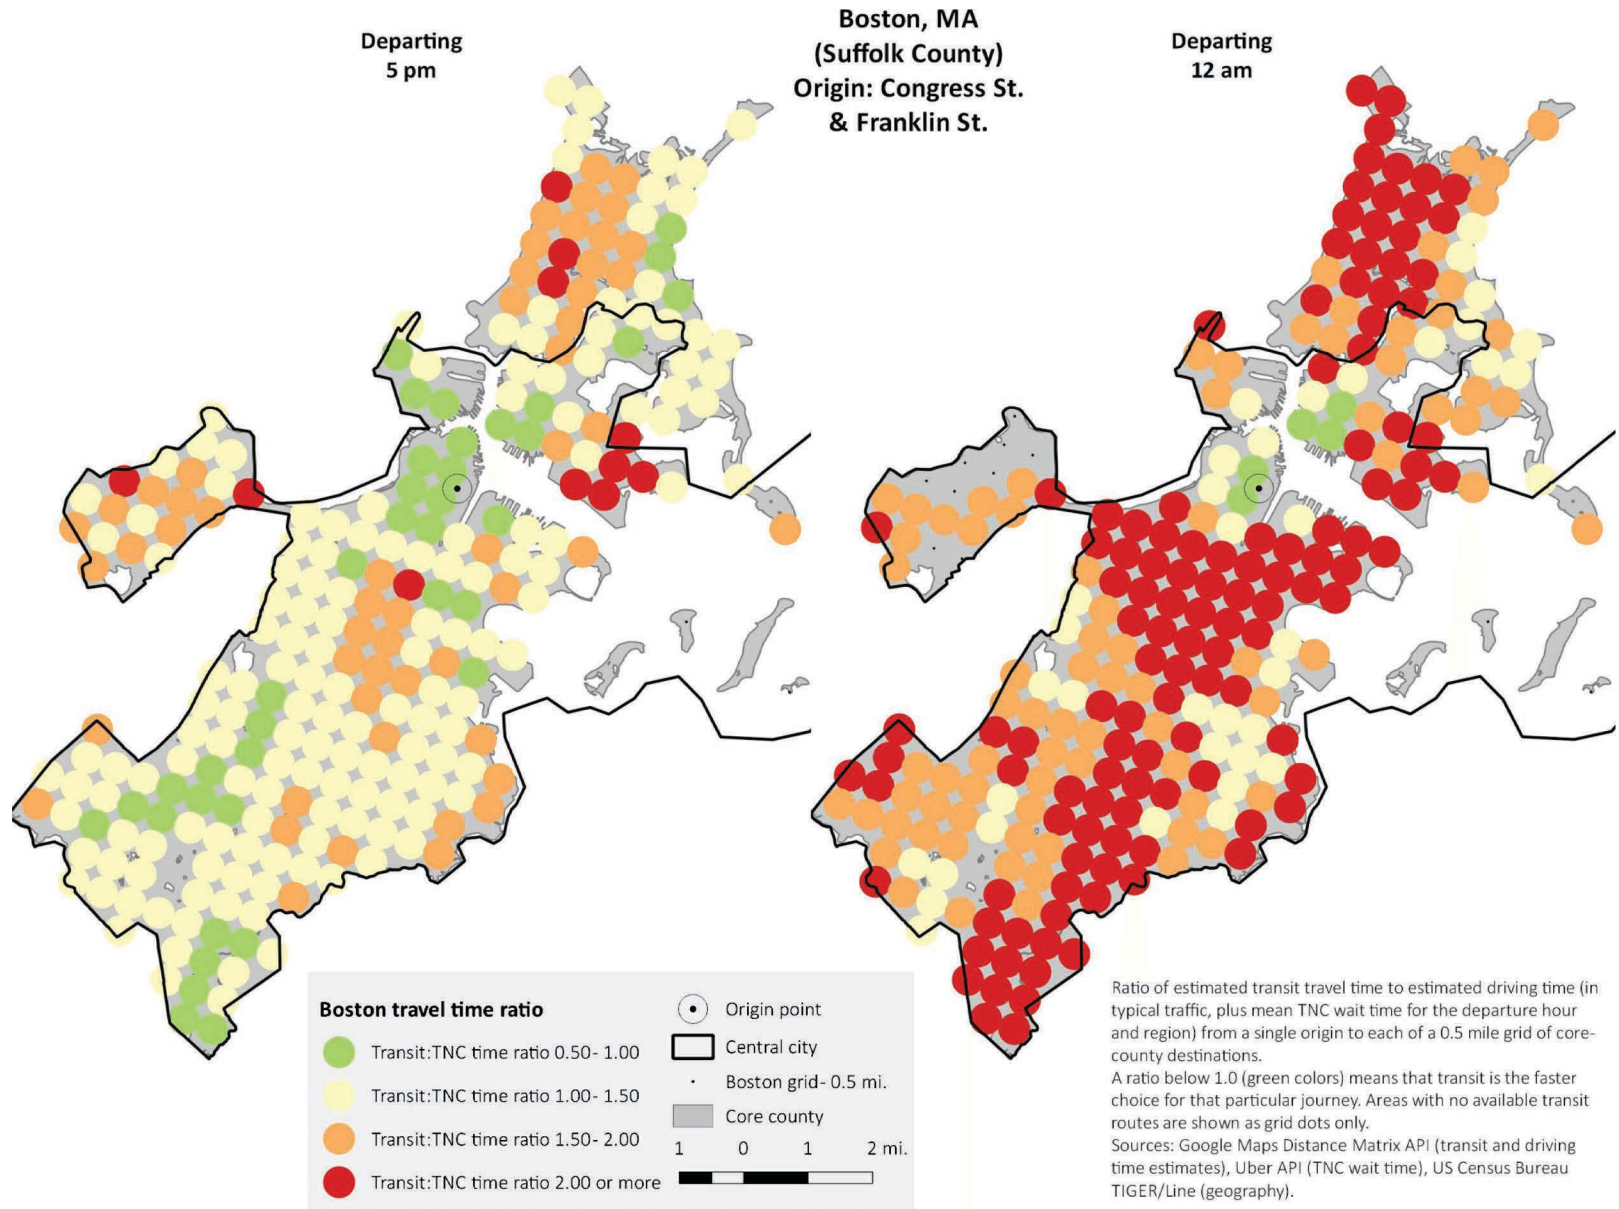 Boston, MA
(Suffolk County)
Origin: Congress St.
& Franklin St.
Departing
5 pm
Departing
12 am
Boston travel time ratio
Transit:TNC time ratio 0.50- 1.00
Transit:TNC time ratio 1.00- 1.50
Transit:TNC time ratio 1.50- 2.00
Transit:TNC time ratio 2.00 or more
Origin point
Central city
Boston grid- 0.5 mi.
Core county
1 0 1 2 mi.
Ratio of estimated transit travel time to estimated driving time (in
typical traffic, plus mean TNC wait time for the departure hour
and region) from a single origin to each of a 0.5 mile grid of core-
county destinations.
A ratio below 1.0 (green colors) means that transit is the faster
choice for that particular journey. Areas with no available transit
routes are shown as grid dots only.
Sources: Google Maps Distance Matrix API (transit and driving
time estimates), Uber API (TNC wait time), US Census Bureau
TIGER/Line (geography).